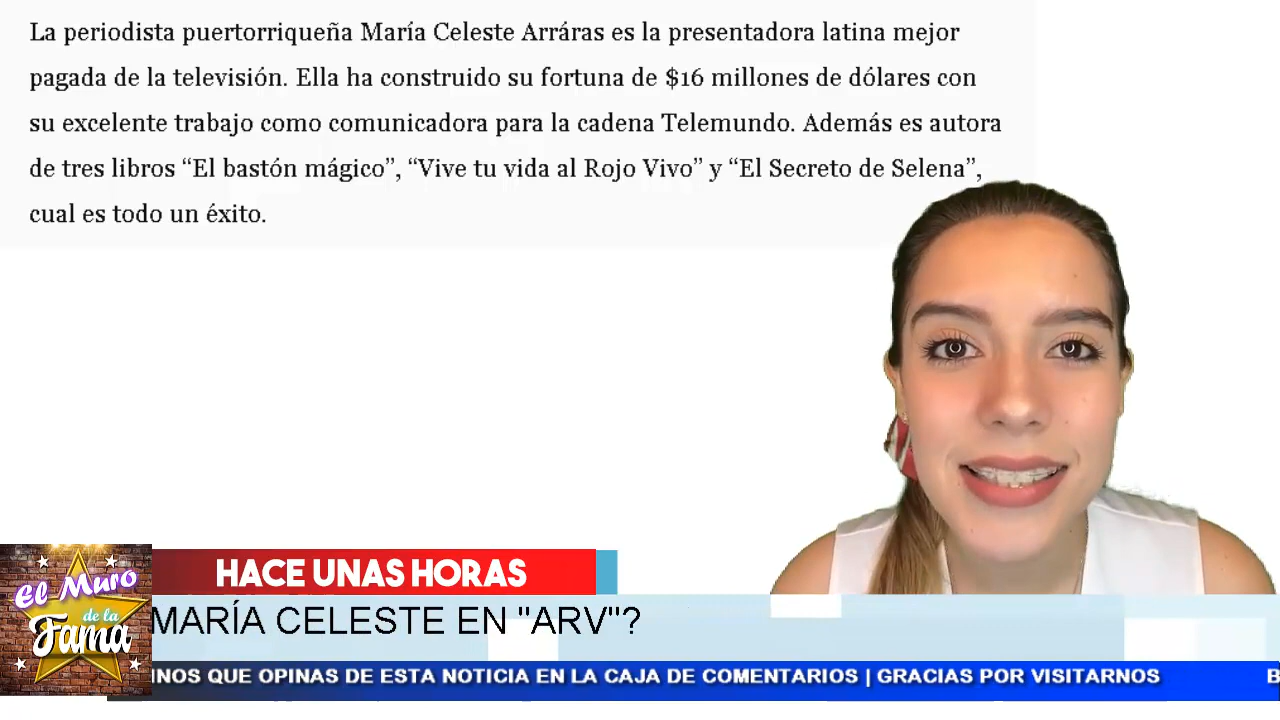 La periodista puertorriqueña María Celeste Arráras es la presentadora latina mejor
pagada de la televisión. Ella ha construido su fortuna de $16 millones de dólares con
su excelente trabajo como comunicadora para la cadena Telemundo. Además es autora
de tres libros “El bastón mágico”, “Vive tu vida al Rojo Vivo” y “El Secreto de Selena”,
cual es todo un éxito.
HACE UNAS HORAS
El Muro
de la
Fama
MARÍA CELESTE EN "ARV"?
INOS QUE OPINAS DE ESTA NOTICIA EN LA CAJA DE COMENTARIOS | GRACIAS POR VISITARNOS